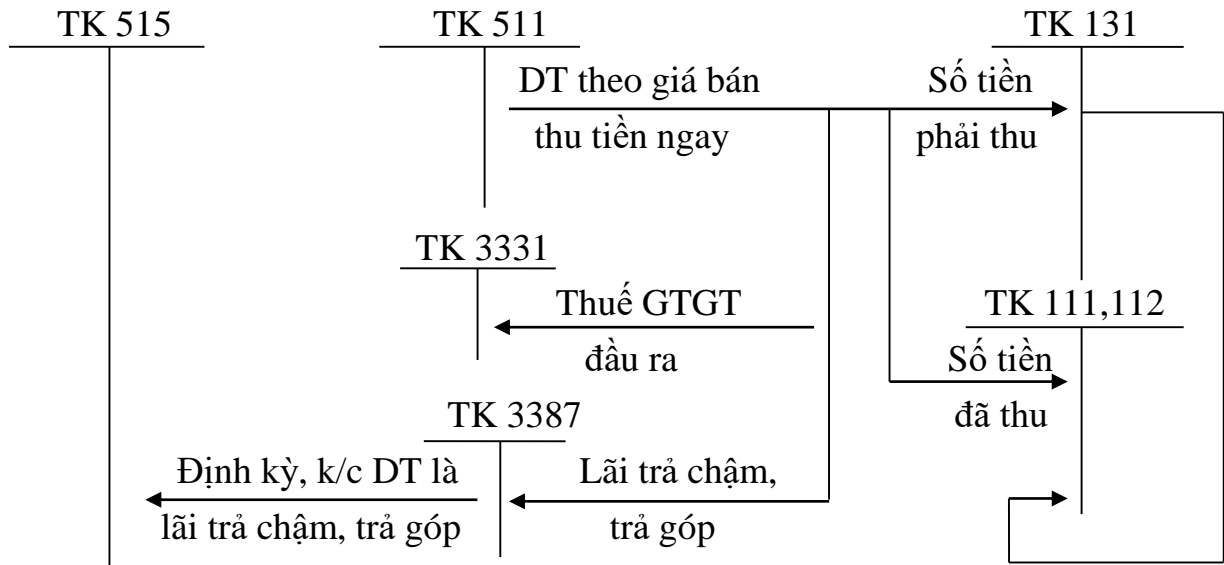 TK 515
TK 511
TK 131
DT theo giá bán
thu tiền ngay
Số tiền
phải thu
TK 3331
Thuế GTGT
đầu ra
TK 111,112
Số tiền
đã thu
TK 3387
Định kỳ, k/c DT là
lãi trả chậm, trả góp
Lãi trả chậm,
trả góp